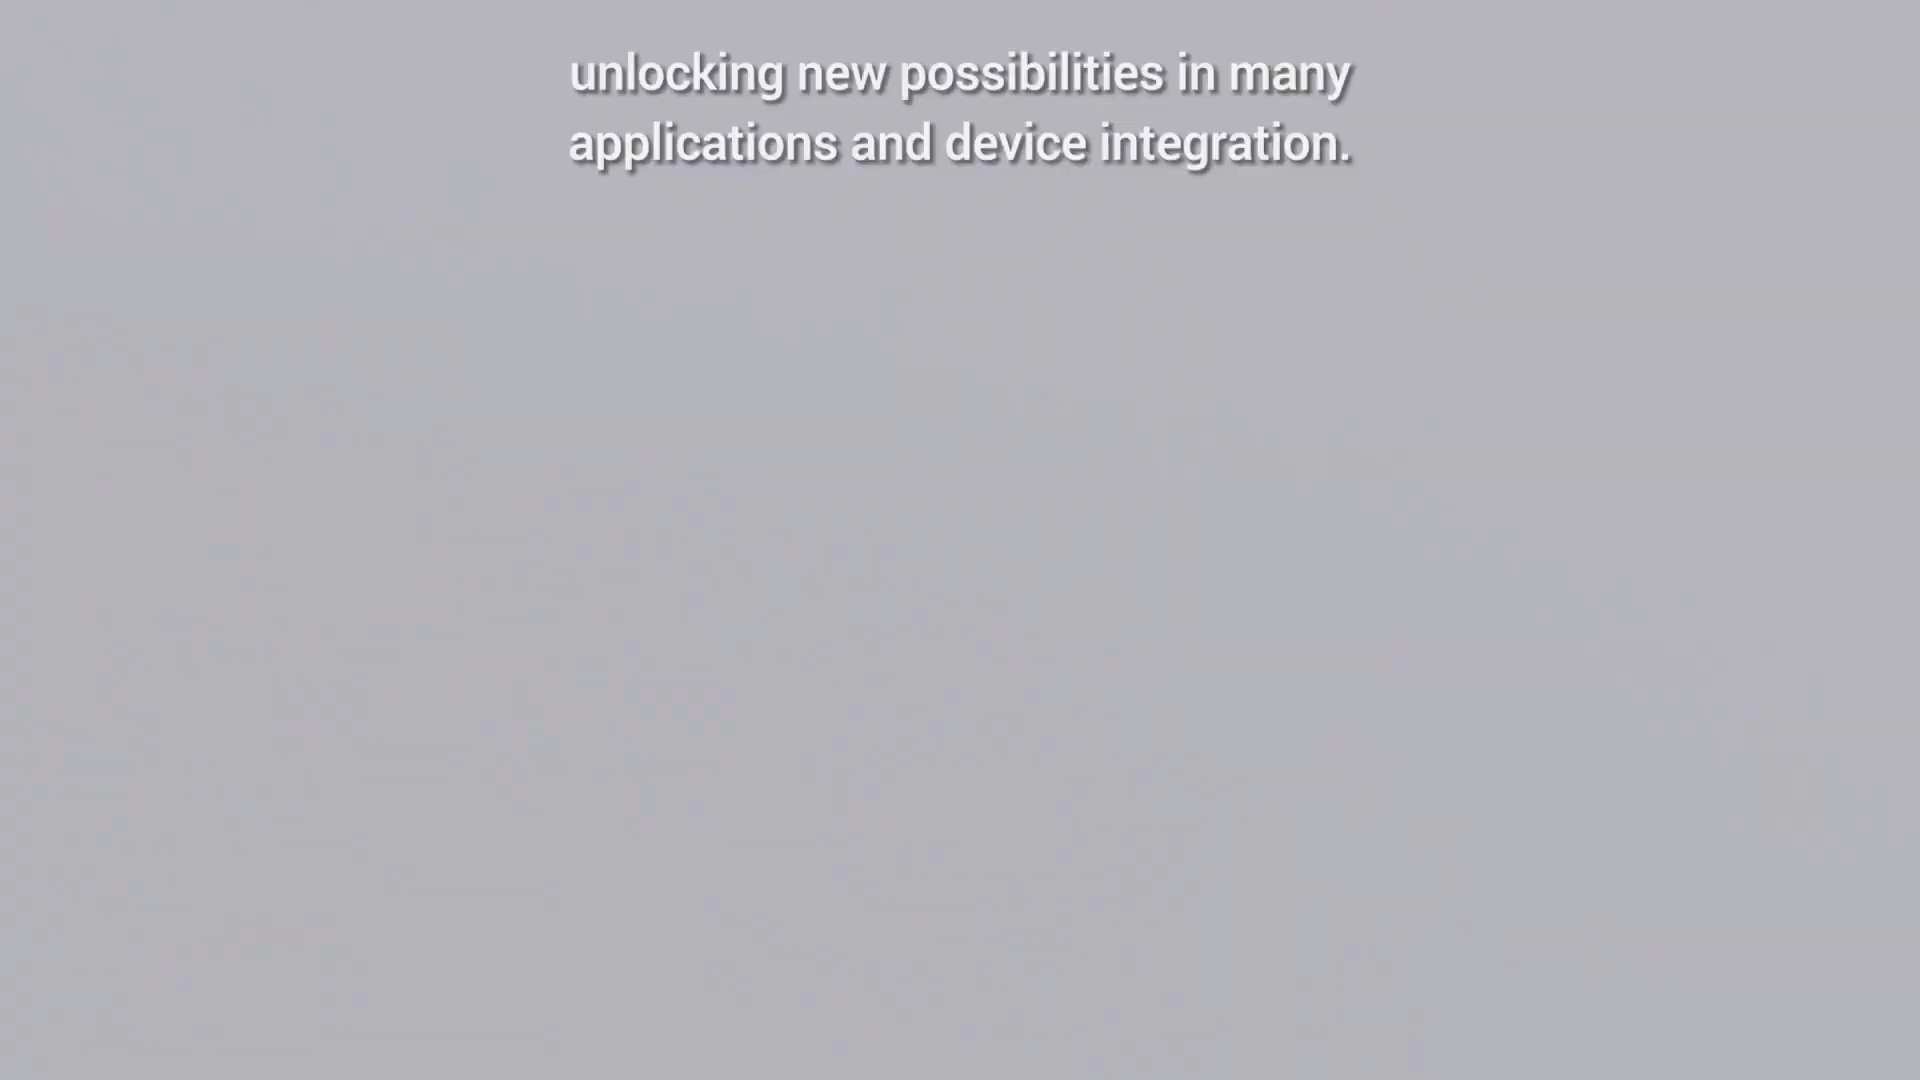 unlocking new possibilities in many
applications and device integration.